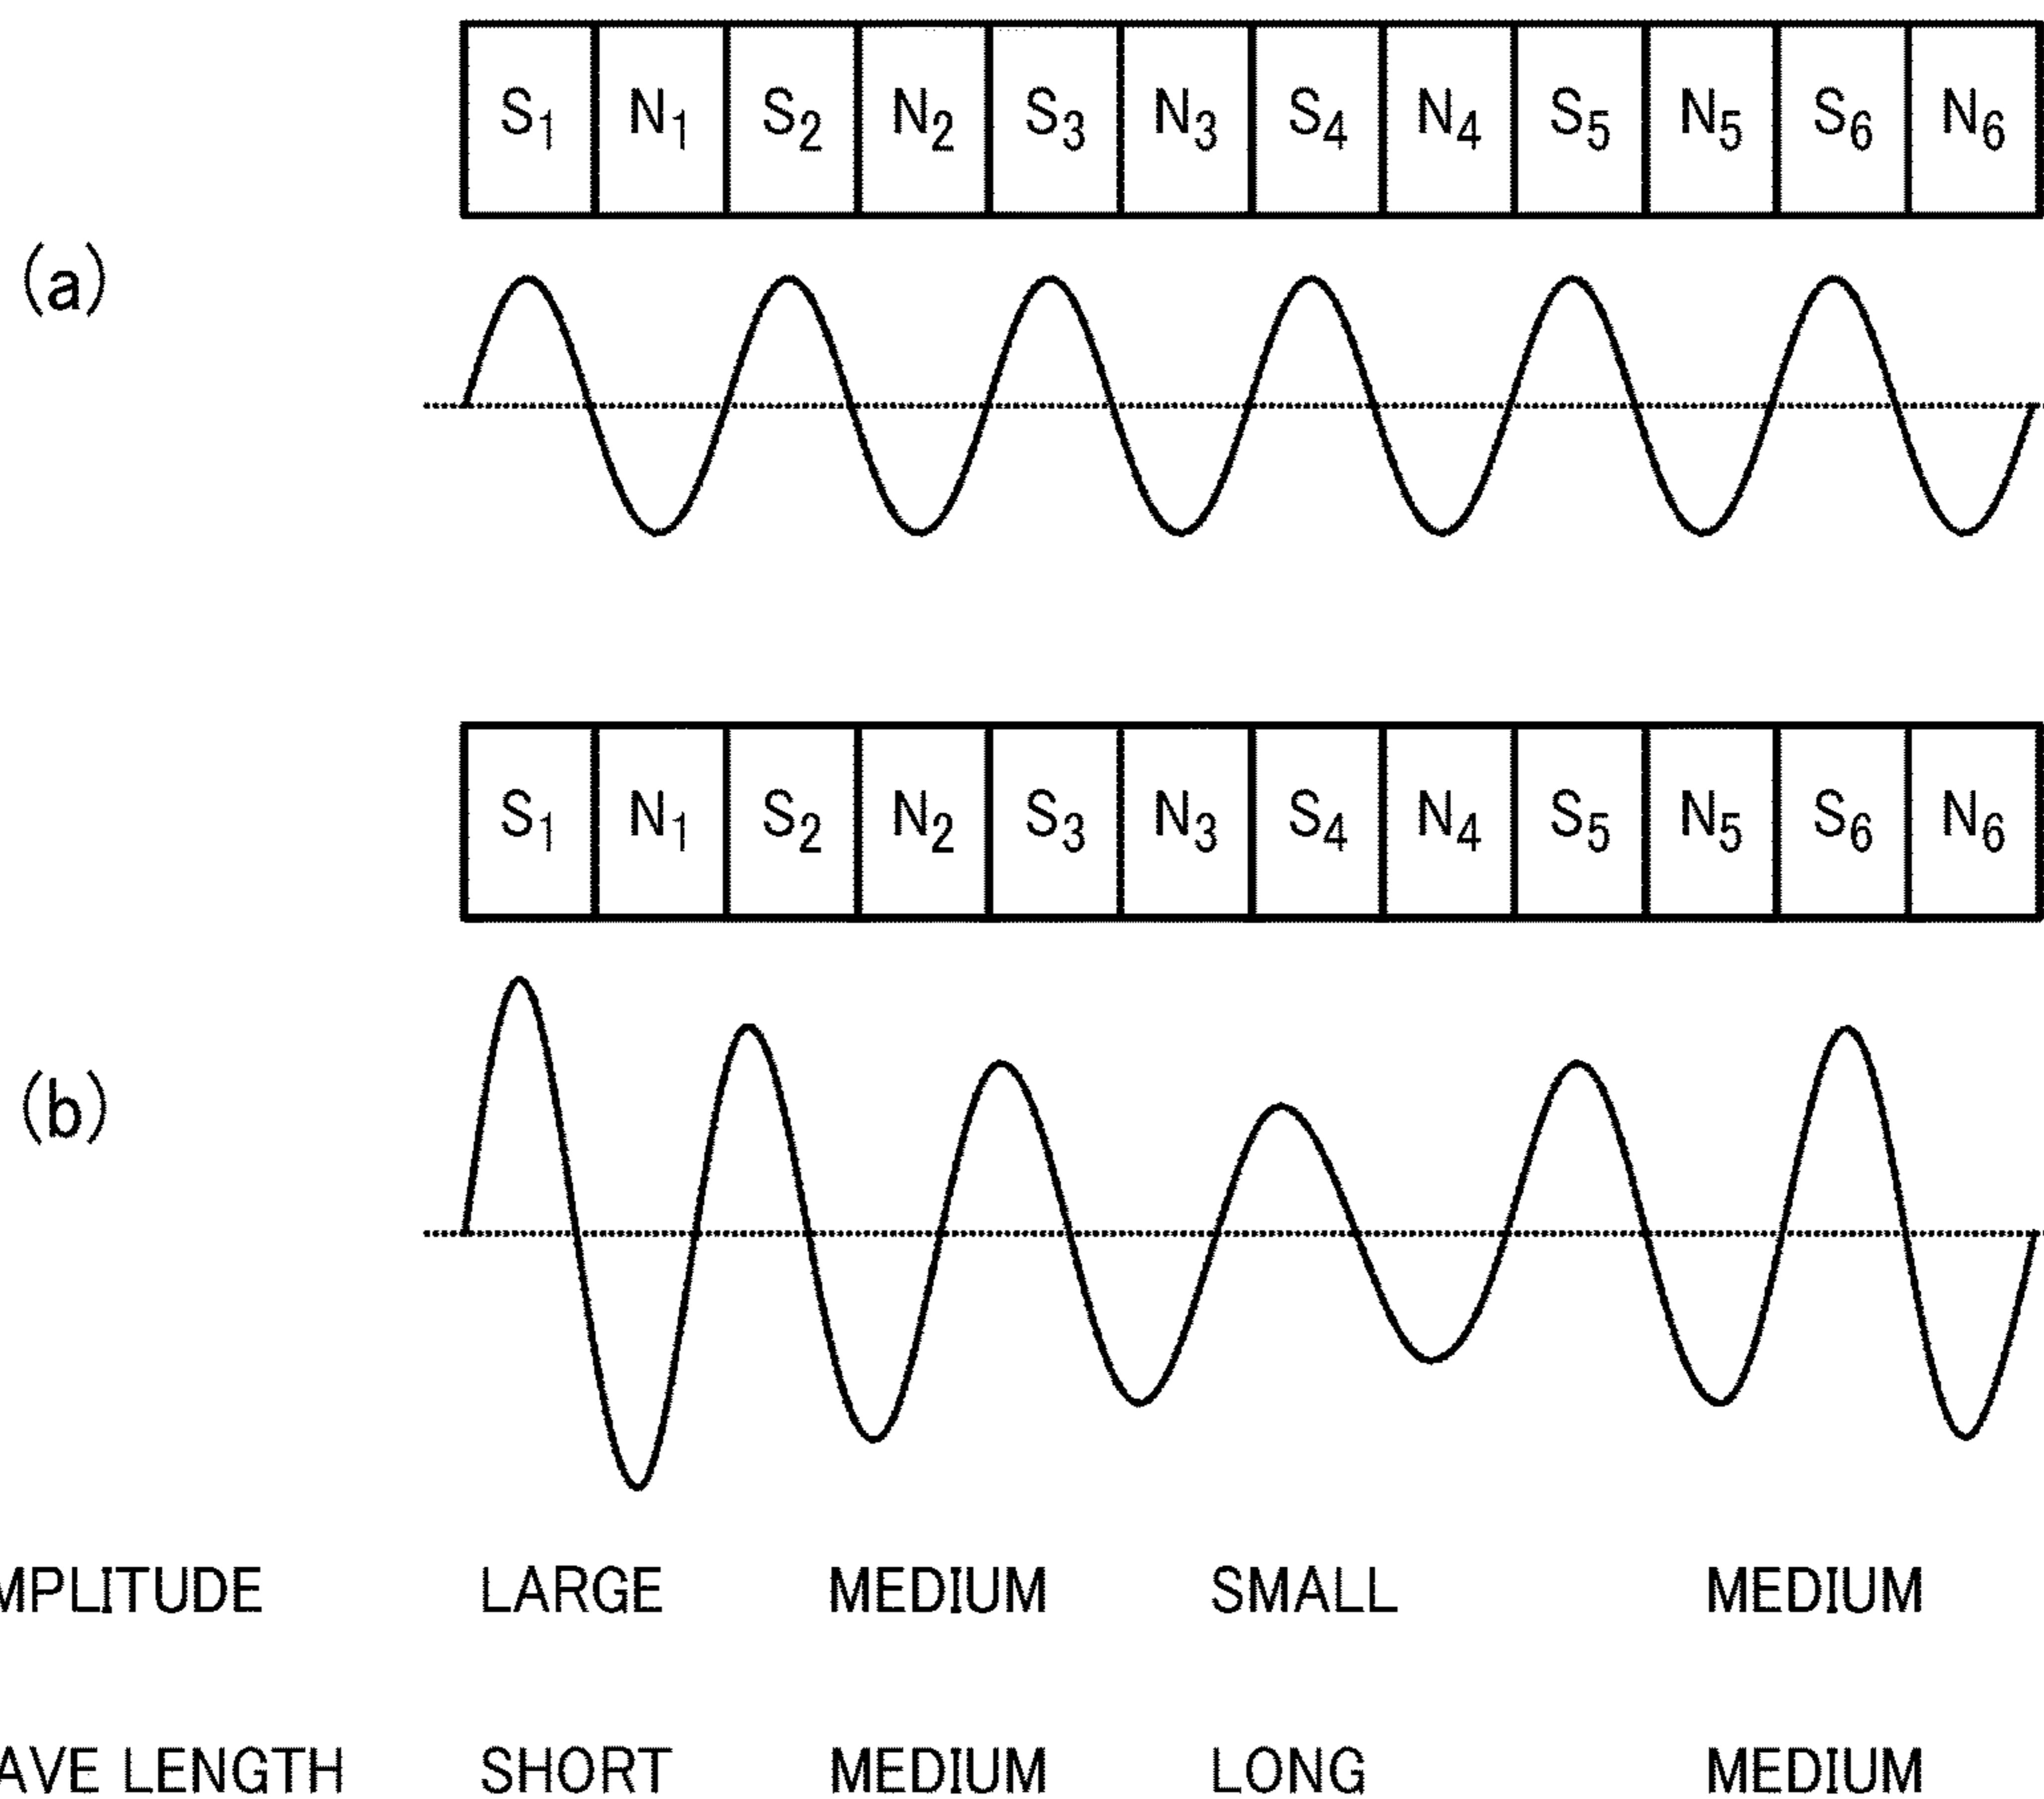 S1 N1 S2 N2 S3 N3 S4 N4 S5 N5 S6 N6
(a)
S1 N1 S2 N2 S3 N3 S4 N4 S5 N5 S6 N6
(b)
MPLITUDE LARGE MEDIUM SMALL MEDIUM
AVE LENGTH SHORT MEDIUM LONG MEDIUM